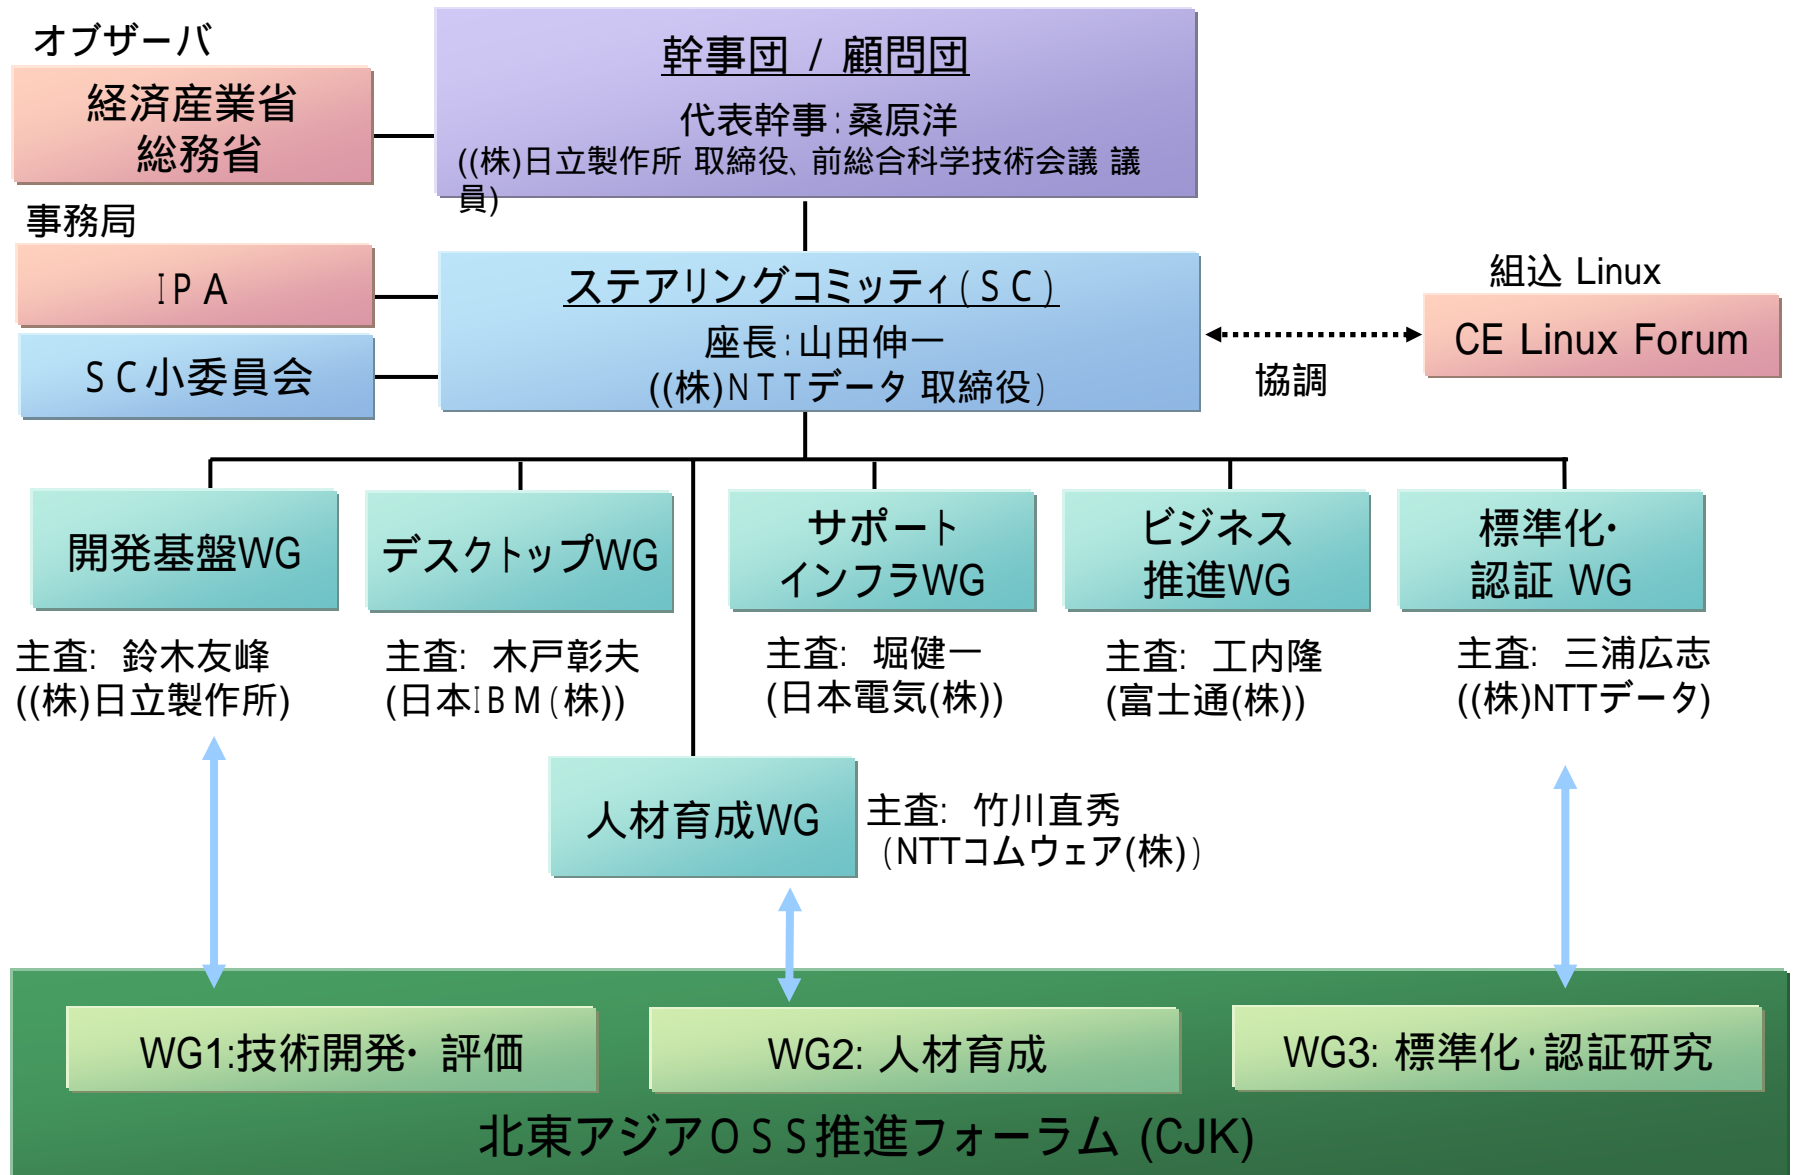 オブザーバ
経済産業省
総務省
幹事団 / 顧問団
代表幹事:桑原洋
((株)日立製作所 取締役、前総合科学技術会議 議
員)
事務局
IPA
SC小委員会
ステアリングコミッティ(SC)
座長:山田伸一
((株)NTTデータ 取締役)
組込 Linux
CE Linux Forum
協調
開発基盤WG
主査: 鈴木友峰
((株)日立製作所)
デスクトップWG
主査: 木戸彰夫
(日本IBM(株))
サポート
インフラWG
主査: 堀健一
(日本電気(株))
ビジネス
推進WG
主査: 工内隆
(富士通(株))
標準化・
認証 WG
主査: 三浦広志
((株)NTTデータ)
人材育成WG
主査: 竹川直秀
(NTTコムウェア(株))
WG1:技術開発・ 評価
WG2: 人材育成
WG3: 標準化・認証研究
北東アジアOSS推進フォーラム (CJK)